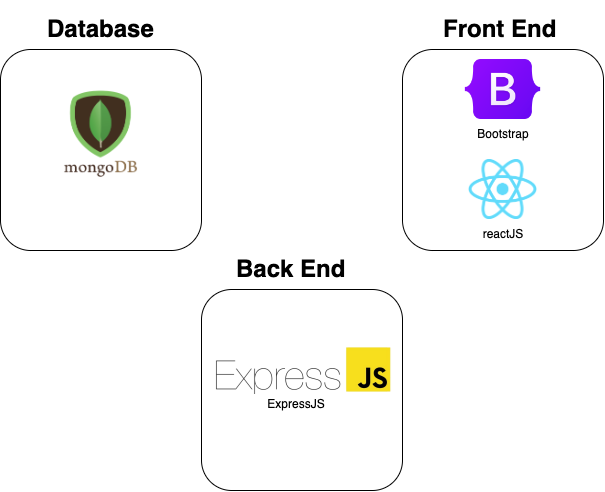 Database
Front End
mongoDB
B
Bootstrap
reactJS
Back End
Express JS
ExpressJS